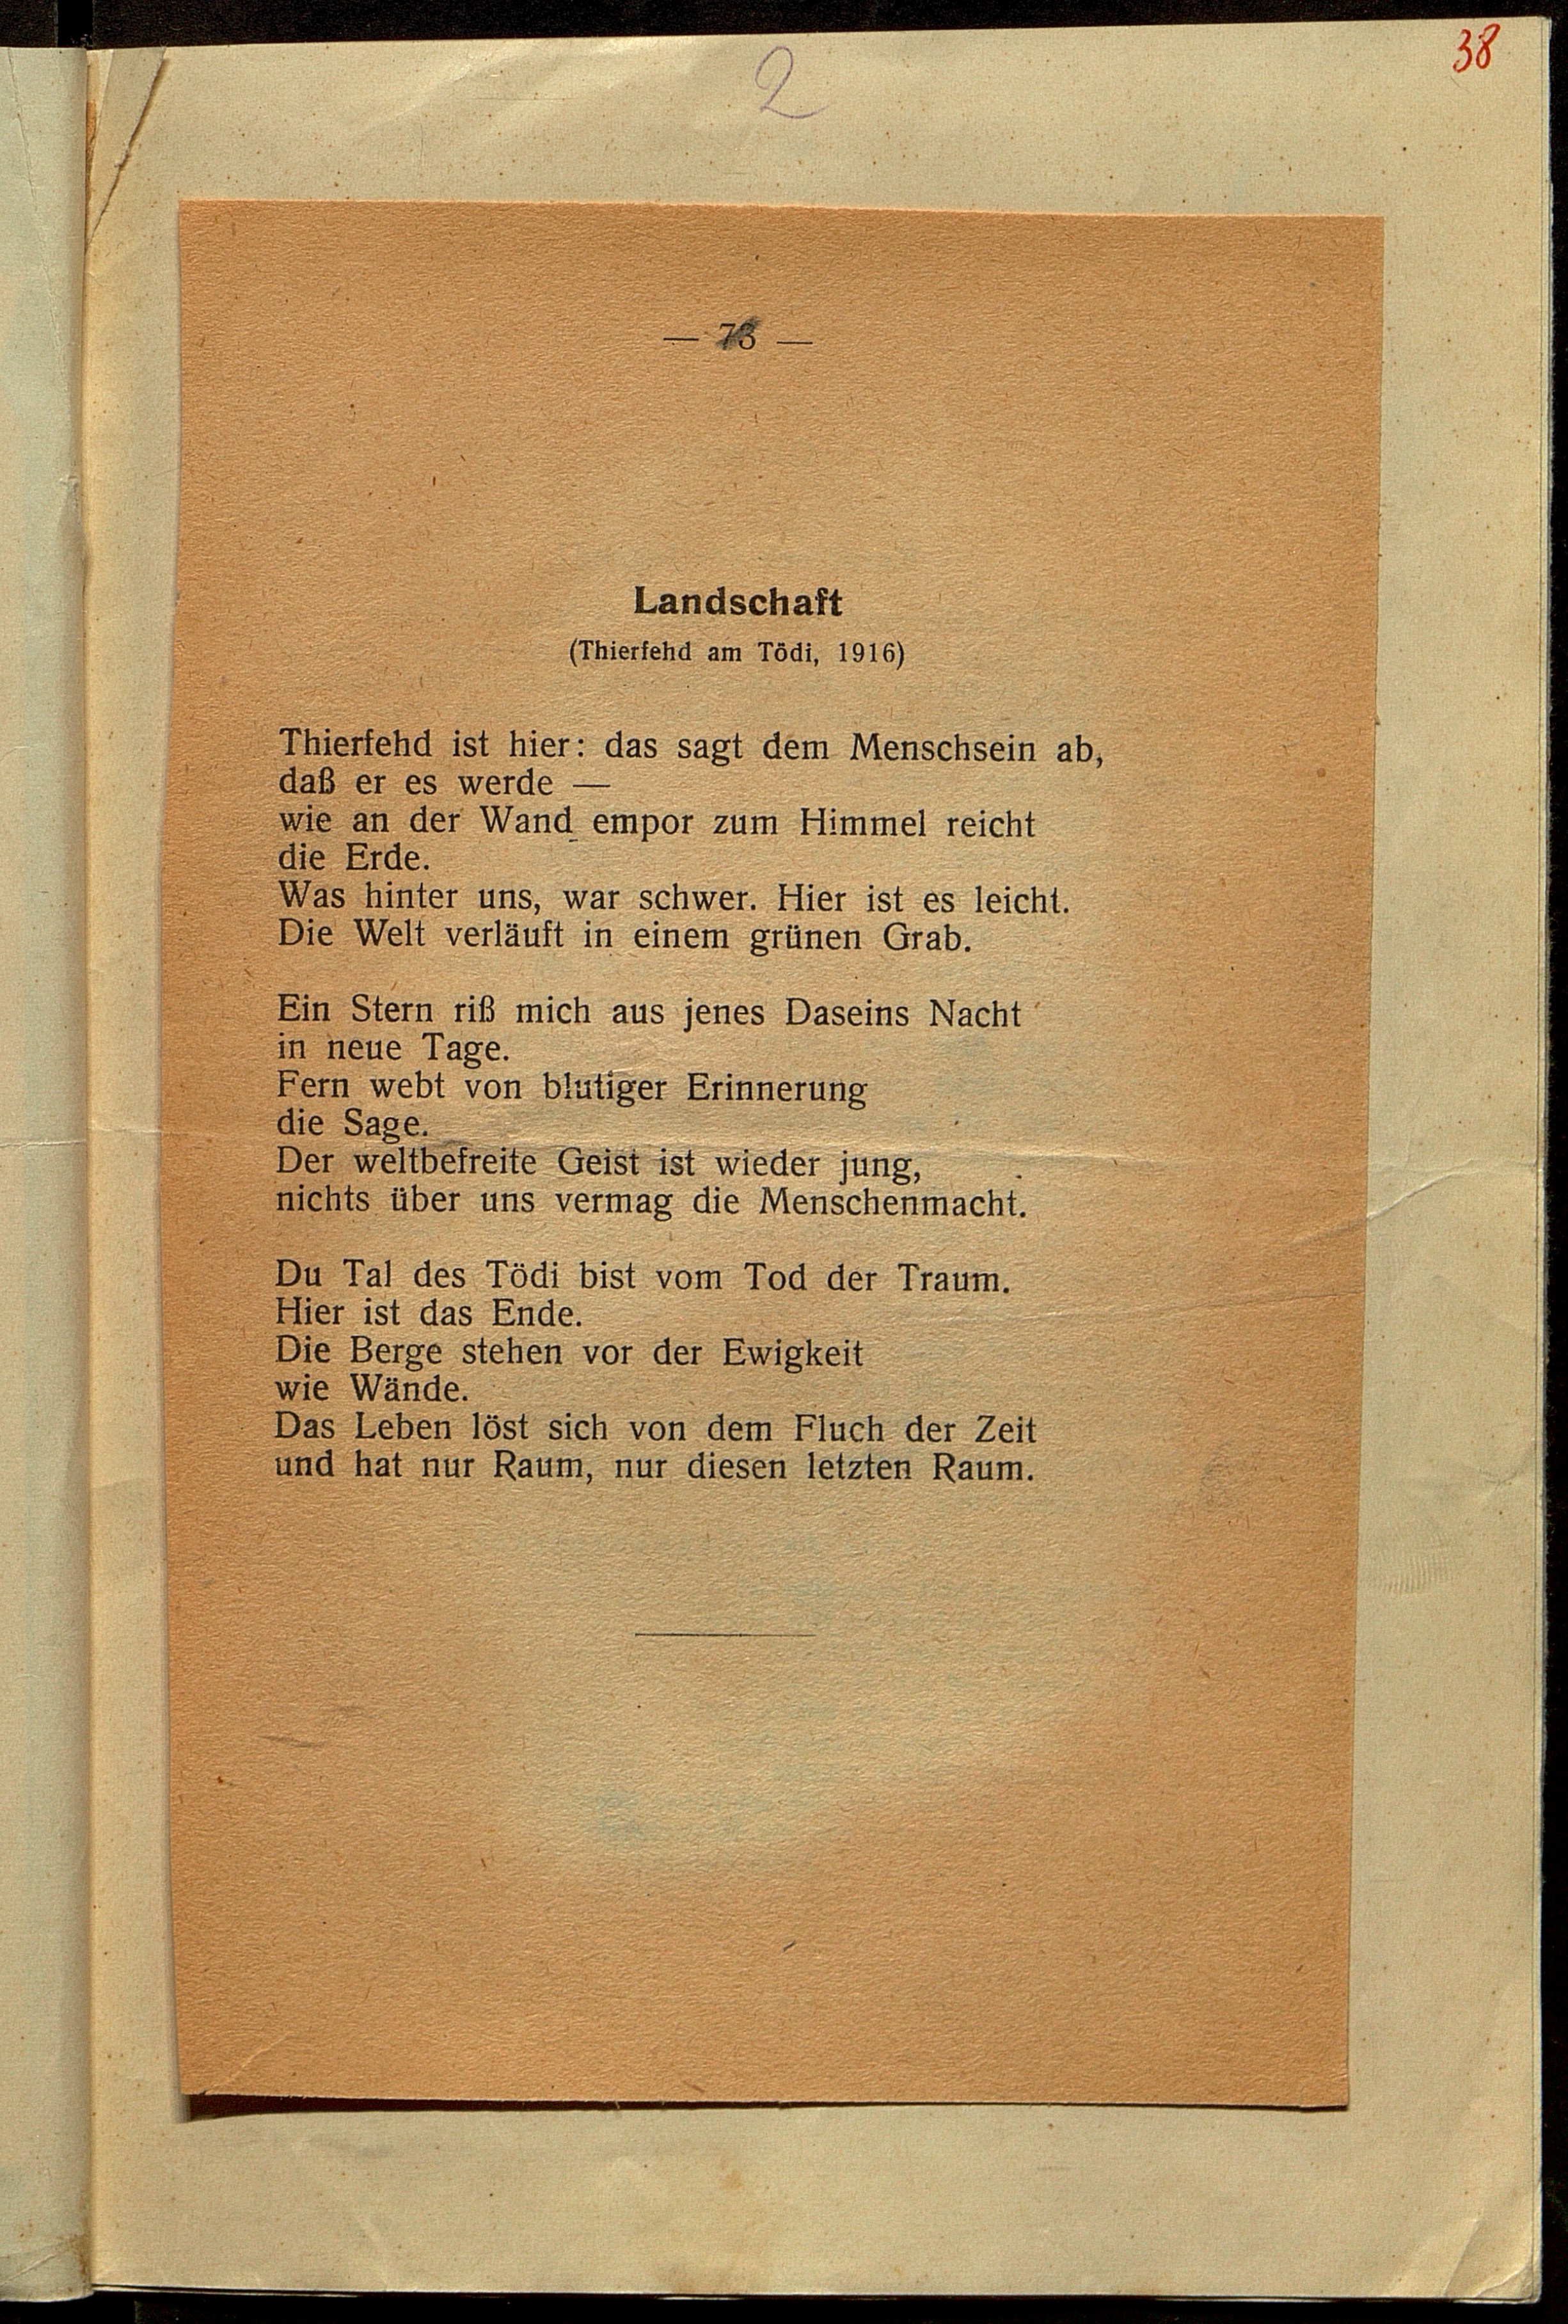 38
2
— 73 —
Landschaft
(Thierfehd am Tödi, 1916)
Thierfehd ist hier: das sagt dem Menschsein ab,
daß er es werde —
wie an der Wand empor zum Himmel reicht
die Erde.
Was hinter uns, war schwer. Hier ist es leicht.
Die Welt verläuft in einem grünen Grab.
Ein Stern riß mich aus jenes Daseins Nacht
in neue Tage.
Fern webt von blutiger Erinnerung
die Sage.
Der weltbefreite Geist ist wieder jung,
nichts über uns vermag die Menschenmacht.
Du Tal des Tödi bist vom Tod der Traum.
Hier ist das Ende.
Die Berge stehen vor der Ewigkeit
wie Wände.
Das Leben löst sich von dem Fluch der Zeit
und hat nur Raum, nur diesen letzten Raum.